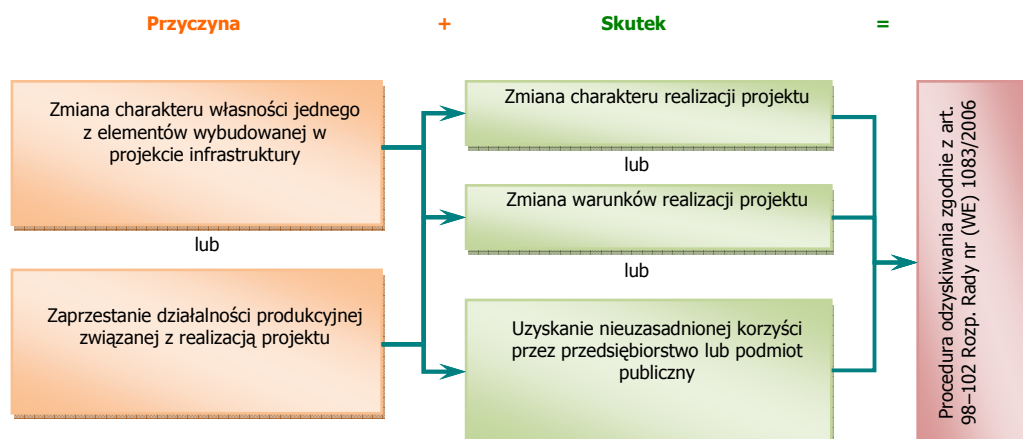 Przyczyna + Skutek =
Zmiana charakteru własności jednego
z elementów wybudowanej w
projekcie infrastruktury
lub
Zaprzestanie działalności produkcyjnej
związanej z realizacją projektu
Zmiana charakteru realizacji projektu
lub
Zmiana warunków realizacji projektu
lub
Uzyskanie nieuzasadnionej korzyści
przez przedsiębiorstwo lub podmiot
publiczny
Procedura odzyskiwania zgodnie z art.
98–102 Rozp. Rady nr (WE) 1083/2006